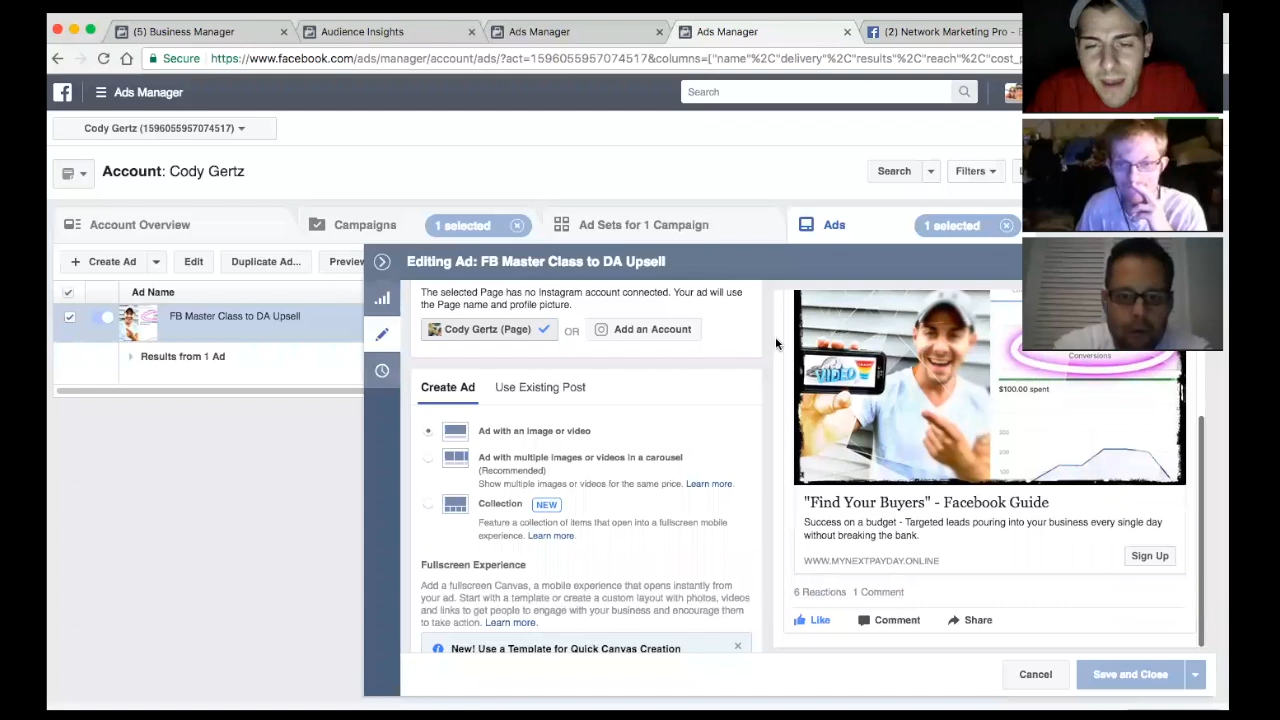 (5) Business Manager
Audience Insights
Ads Manager
Ads Manager
(2) Network Marketing Pro -
Secure
https://www.facebook.com/ads/manager/account/ads/?act=1596055957074517&columns=["name"%2C"delivery"%2C"results"%2C"reach"%2C"cost_p
Ads Manager
Search
Cody Gertz (1596055957074517)
Account: Cody Gertz
Search
Filters
Account Overview
Campaigns
1 selected
Ad Sets for 1 Campaign
Ads
1 selected
+ Create Ad
Edit
Duplicate Ad...
Preview
Editing Ad: FB Master Class to DA Upsell
Ad Name
FB Master Class to DA Upsell
Results from 1 Ad
The selected Page has no Instagram account connected. Your ad will use
the Page name and profile picture.
Cody Gertz (Page)
OR
Add an Account
Create Ad
Use Existing Post
Ad with an image or video
Ad with multiple images or videos in a carousel
(Recommended)
Show multiple images or videos for the same price. Learn more.
Collection
NEW
Feature a collection of items that open into a fullscreen mobile
experience. Learn more.
Fullscreen Experience
Add a fullscreen Canvas, a mobile experience that opens instantly from
your ad. Start with a template or create a custom layout with photos, videos
and links to get people to engage with your business and encourage them
to take action. Learn more.
New! Use a Template for Quick Canvas Creation
VIDEO
Conversions
$100.00 spent
300
200
100
"Find Your Buyers" - Facebook Guide
Success on a budget - Targeted leads pouring into your business every single day
without breaking the bank.
WWW.MYNEXTPAYDAY.ONLINE
Sign Up
6 Reactions 1 Comment
Like
Comment
Share
Cancel
Save and Close